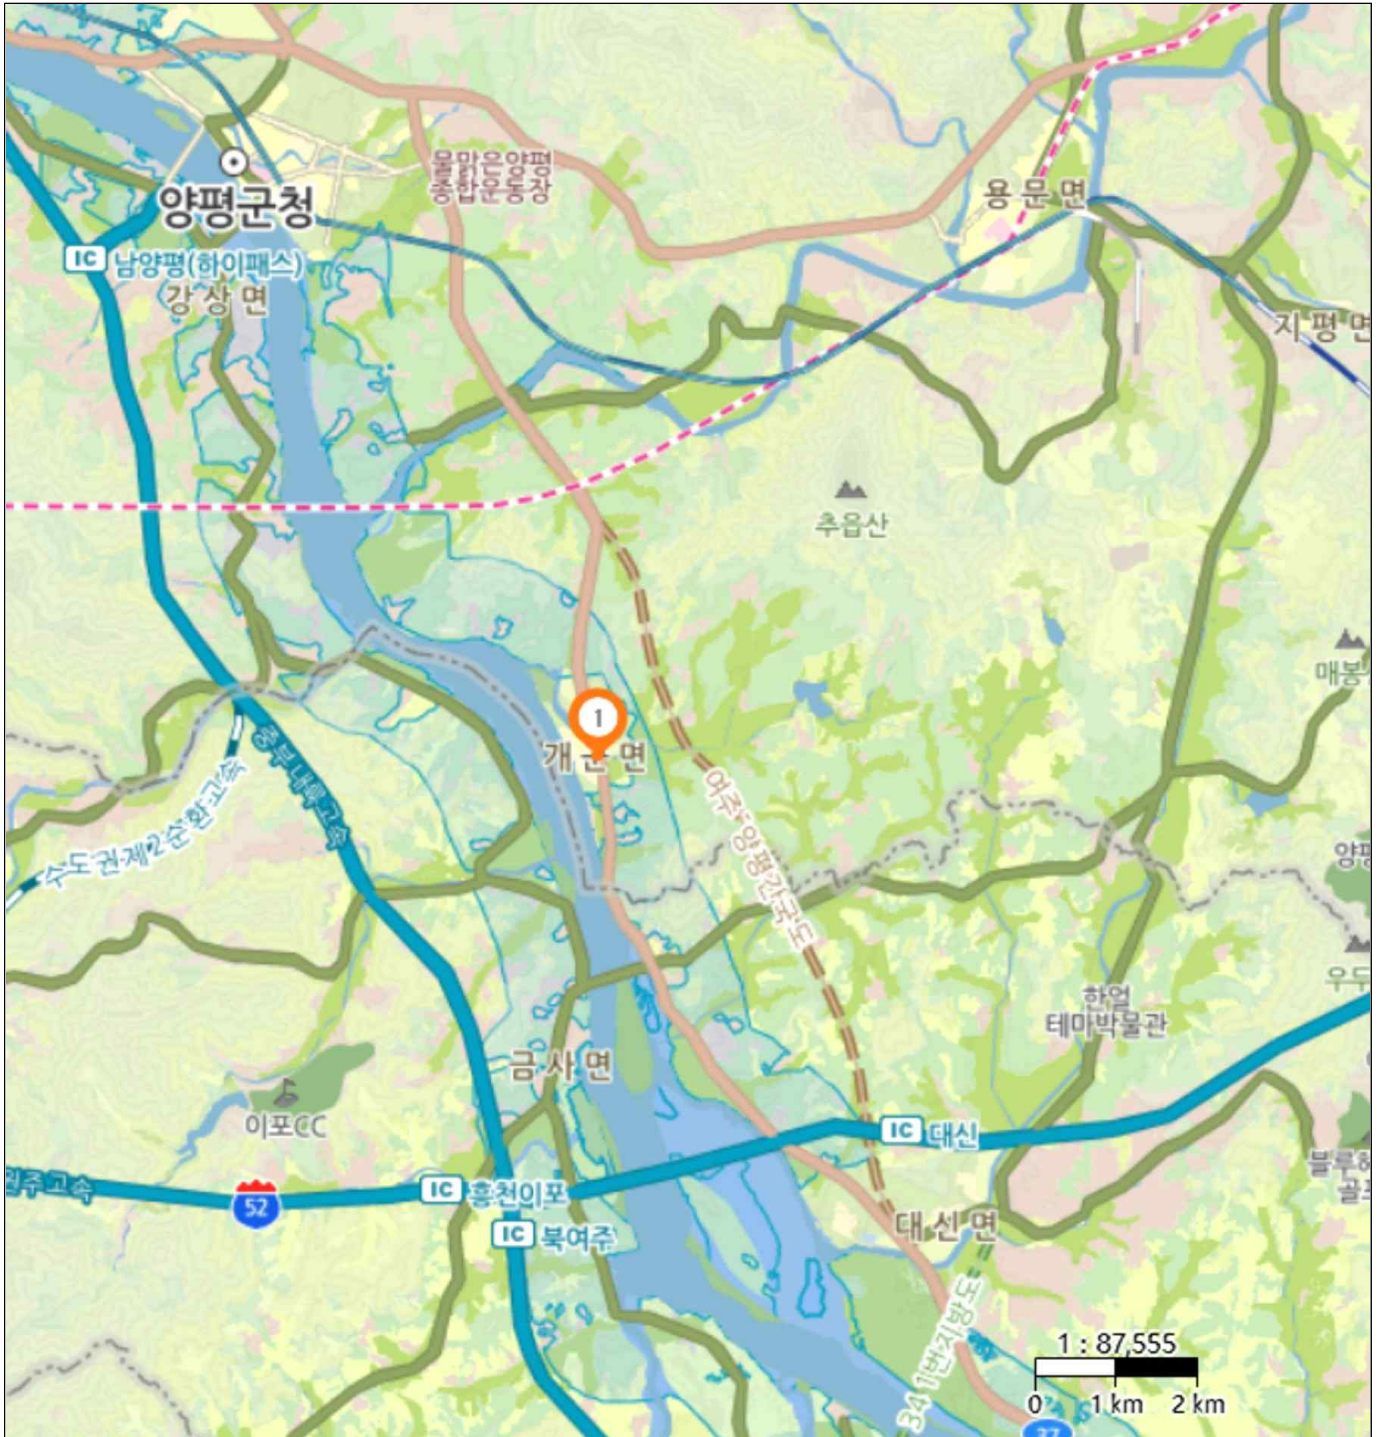 물맑은양평
종합운동장
용문면
양평군청
IC 남양평(하이패스)
강상면
지평면
추읍산
매봉
1
개군면
여주~양평간국도
중부내륙고속
수도권제2순환고속
양평
우두
한얼
테마박물관
금사면
이포CC
IC 대신
원주고속
52
IC 흥천이포
IC 북여주
블루헤
골프
대신면
341번지방도
1 : 87,555
0 1 km 2 km
37